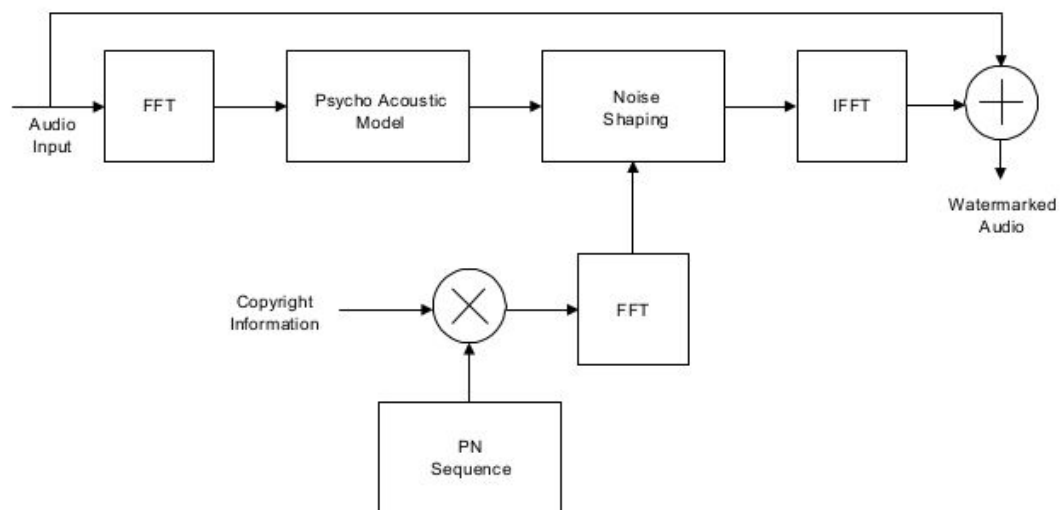 FFT
Psycho Acoustic
Model
Noise
Shaping
IFFT
Audio
Input
Watermarked
Audio
Copyright
Information
FFT
PN
Sequence